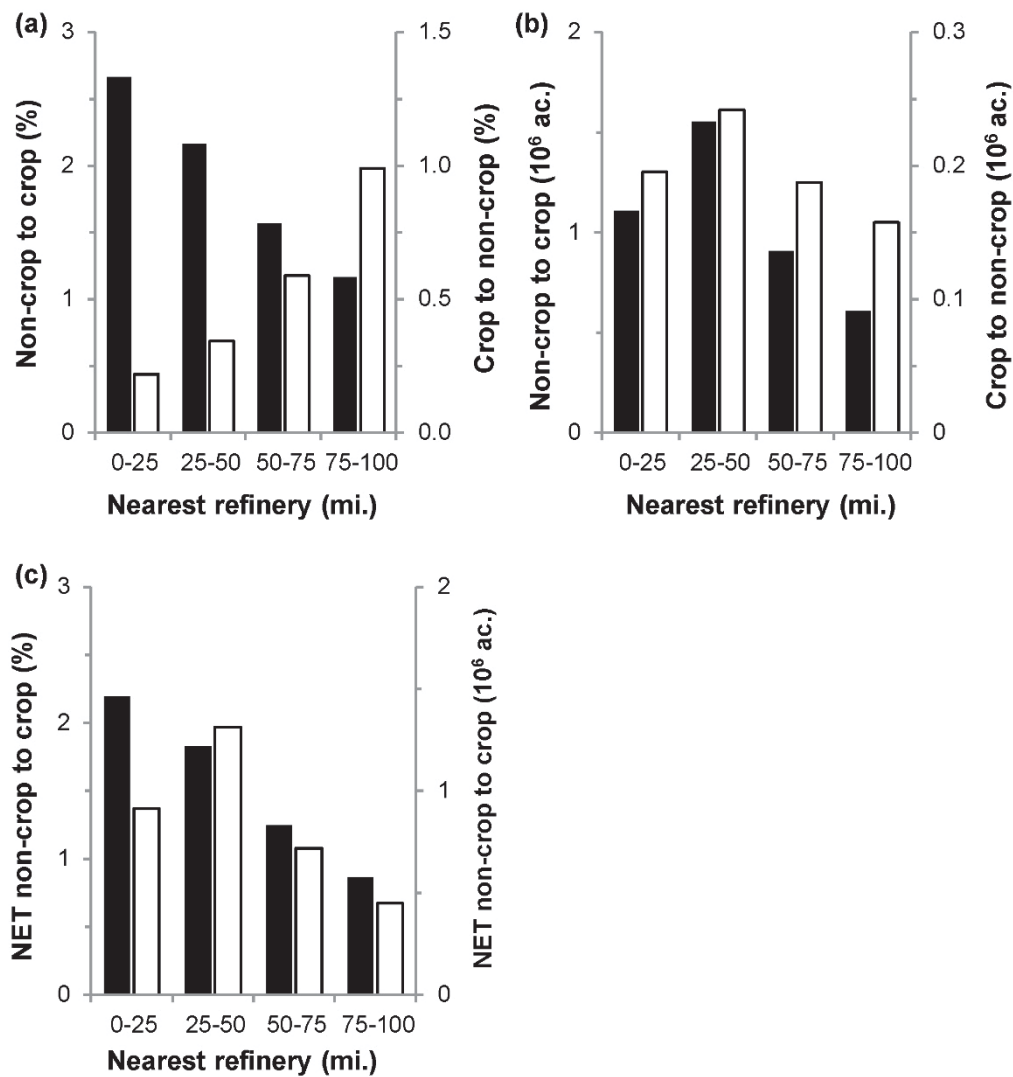 (a)
Non-crop to crop (%)
3
2
1
0
1.5
1.0
0.5
0.0
Crop to non-crop (%)
0-25 25-50 50-75 75-100
Nearest refinery (mi.)
(b)
Non-crop to crop (10⁶ ac.)
2
1
0
0.3
0.2
0.1
0
Crop to non-crop (10⁶ ac.)
0-25 25-50 50-75 75-100
Nearest refinery (mi.)
(c)
NET non-crop to crop (%)
3
2
1
0
2
1
0
NET non-crop to crop (10⁶ ac.)
0-25 25-50 50-75 75-100
Nearest refinery (mi.)